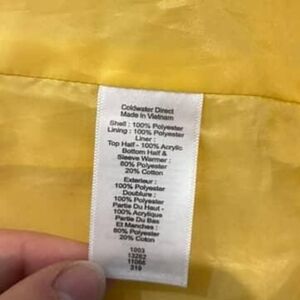 Coldwater Direct
Made in Vietnam
Shell : 100% Polyester
Lining : 100% Polyester
Liner :
Top Half - 100% Acrylic
Bottom Half &
Sleeve Warmer :
80% Polyester
20% Cotton
Exterieur :
100% Polyester
Doublure :
100% Polyester
Partie Du Haut -
100% Acrylique
Partie Du Bas
Et Manches :
80% Polyester
20% Cotton
1003
13262
11066
319